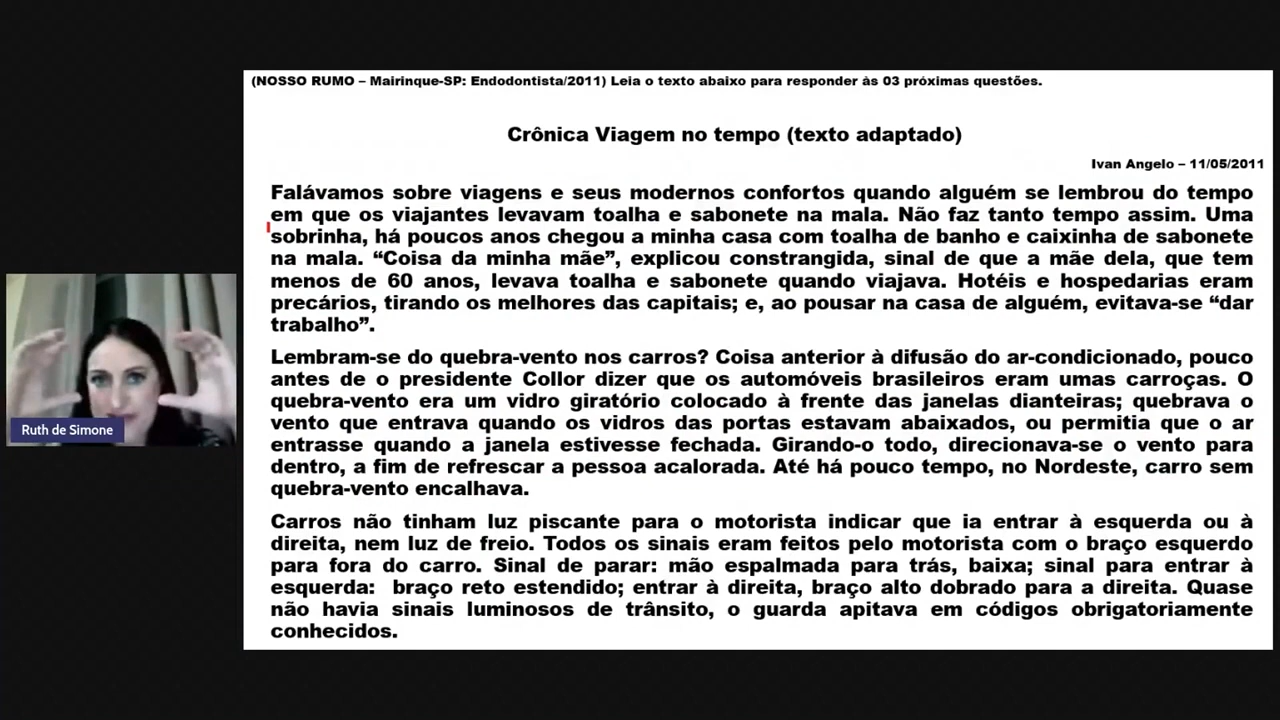 (NOSSO RUMO – Mairinque-SP: Endodontista/2011) Leia o texto abaixo para responder às 03 próximas questões.
Crônica Viagem no tempo (texto adaptado)
Ivan Angelo – 11/05/2011
Falávamos sobre viagens e seus modernos confortos quando alguém se lembrou do tempo
em que os viajantes levavam toalha e sabonete na mala. Não faz tanto tempo assim. Uma
sobrinha, há poucos anos chegou a minha casa com toalha de banho e caixinha de sabonete
na mala. “Coisa da minha mãe”, explicou constrangida, sinal de que a mãe dela, que tem
menos de 60 anos, levava toalha e sabonete quando viajava. Hotéis e hospedarias eram
precários, tirando os melhores das capitais; e, ao pousar na casa de alguém, evitava-se “dar
trabalho”.
Lembram-se do quebra-vento nos carros? Coisa anterior à difusão do ar-condicionado, pouco
antes de o presidente Collor dizer que os automóveis brasileiros eram umas carroças. O
quebra-vento era um vidro giratório colocado à frente das janelas dianteiras; quebrava o
vento que entrava quando os vidros das portas estavam abaixados, ou permitia que o ar
entrasse quando a janela estivesse fechada. Girando-o todo, direcionava-se o vento para
dentro, a fim de refrescar a pessoa acalorada. Até há pouco tempo, no Nordeste, carro sem
quebra-vento encalhava.
Carros não tinham luz piscante para o motorista indicar que ia entrar à esquerda ou à
direita, nem luz de freio. Todos os sinais eram feitos pelo motorista com o braço esquerdo
para fora do carro. Sinal de parar: mão espalmada para trás, baixa; sinal para entrar à
esquerda: braço reto estendido; entrar à direita, braço alto dobrado para a direita. Quase
não havia sinais luminosos de trânsito, o guarda apitava em códigos obrigatoriamente
conhecidos.
Ruth de Simone